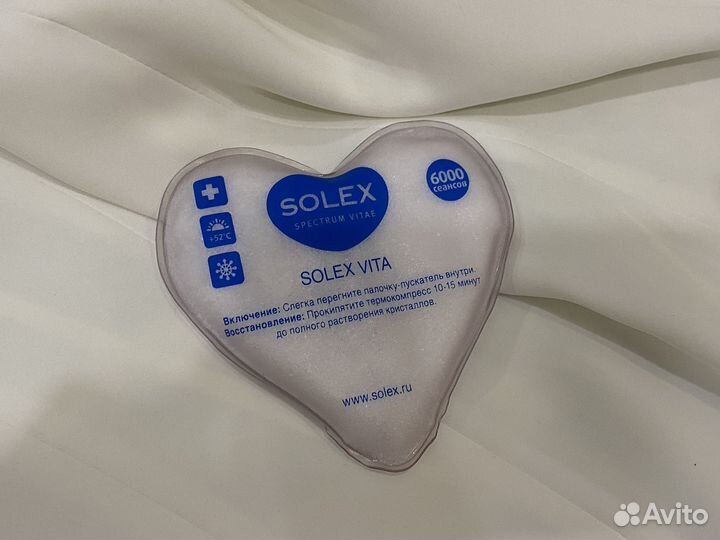 SOLEX
SPECTRUM VITAE
6000
сеансов
+52°C
SOLEX VITA
Включение: Слегка перегните палочку-пускатель внутри.
Восстановление: Прокипятите термокомпресс 10-15 минут
до полного растворения кристаллов.
www.solex.ru
Avito